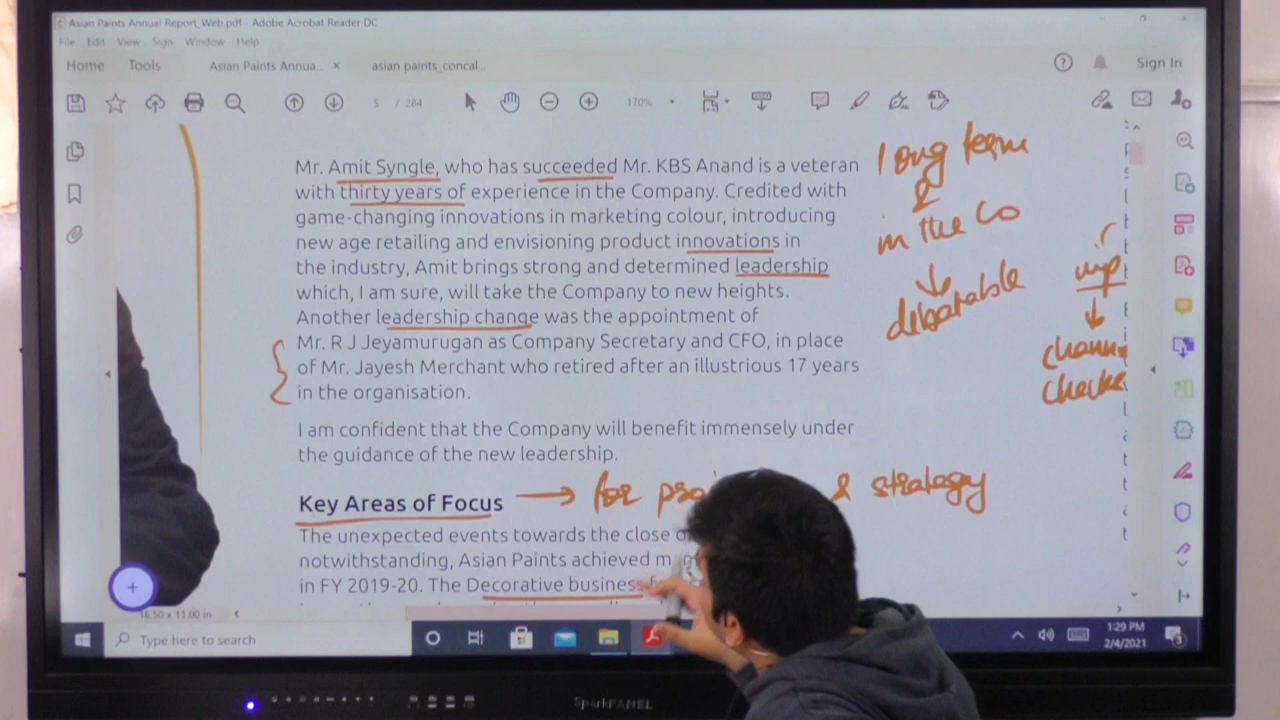 Asian Paints Annual Report_Web.pdf - Adobe Acrobat Reader DC
File Edit View Sign Window Help
Home Tools Asian Paints Annua... × asian paints_concal... Sign In
5 / 284 170%
Mr. Amit Syngle, who has succeeded Mr. KBS Anand is a veteran
with thirty years of experience in the Company. Credited with
game-changing innovations in marketing colour, introducing
new age retailing and envisioning product innovations in
the industry, Amit brings strong and determined leadership
which, I am sure, will take the Company to new heights.
Another leadership change was the appointment of
Mr. R J Jeyamurugan as Company Secretary and CFO, in place
of Mr. Jayesh Merchant who retired after an illustrious 17 years
in the organisation.
I am confident that the Company will benefit immensely under
the guidance of the new leadership.
Key Areas of Focus
The unexpected events towards the close
notwithstanding, Asian Paints achieved
in FY 2019-20. The Decorative business
long term
&
in the Co
debatable
imp
for
& strategy
16.50 x 11.00 in
Type here to search
1:29 PM
2/4/2021
SparkPANEL